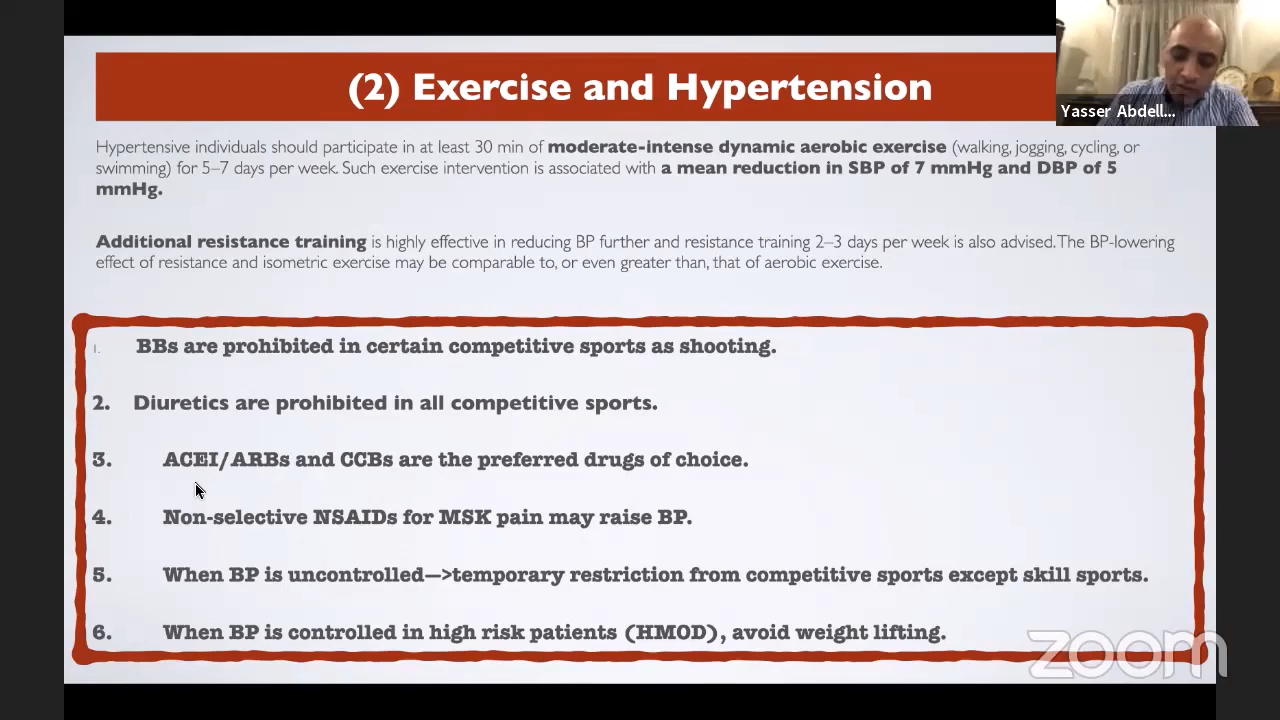 (2) Exercise and Hypertension
Yasser Abdell...
Hypertensive individuals should participate in at least 30 min of moderate-intense dynamic aerobic exercise (walking, jogging, cycling, or
swimming) for 5–7 days per week. Such exercise intervention is associated with a mean reduction in SBP of 7 mmHg and DBP of 5
mmHg.
Additional resistance training is highly effective in reducing BP further and resistance training 2–3 days per week is also advised. The BP-lowering
effect of resistance and isometric exercise may be comparable to, or even greater than, that of aerobic exercise.
1. BBs are prohibited in certain competitive sports as shooting.
2. Diuretics are prohibited in all competitive sports.
3. ACEI/ARBs and CCBs are the preferred drugs of choice.
4. Non-selective NSAIDs for MSK pain may raise BP.
5. When BP is uncontrolled—>temporary restriction from competitive sports except skill sports.
6. When BP is controlled in high risk patients (HMOD), avoid weight lifting.
zoom